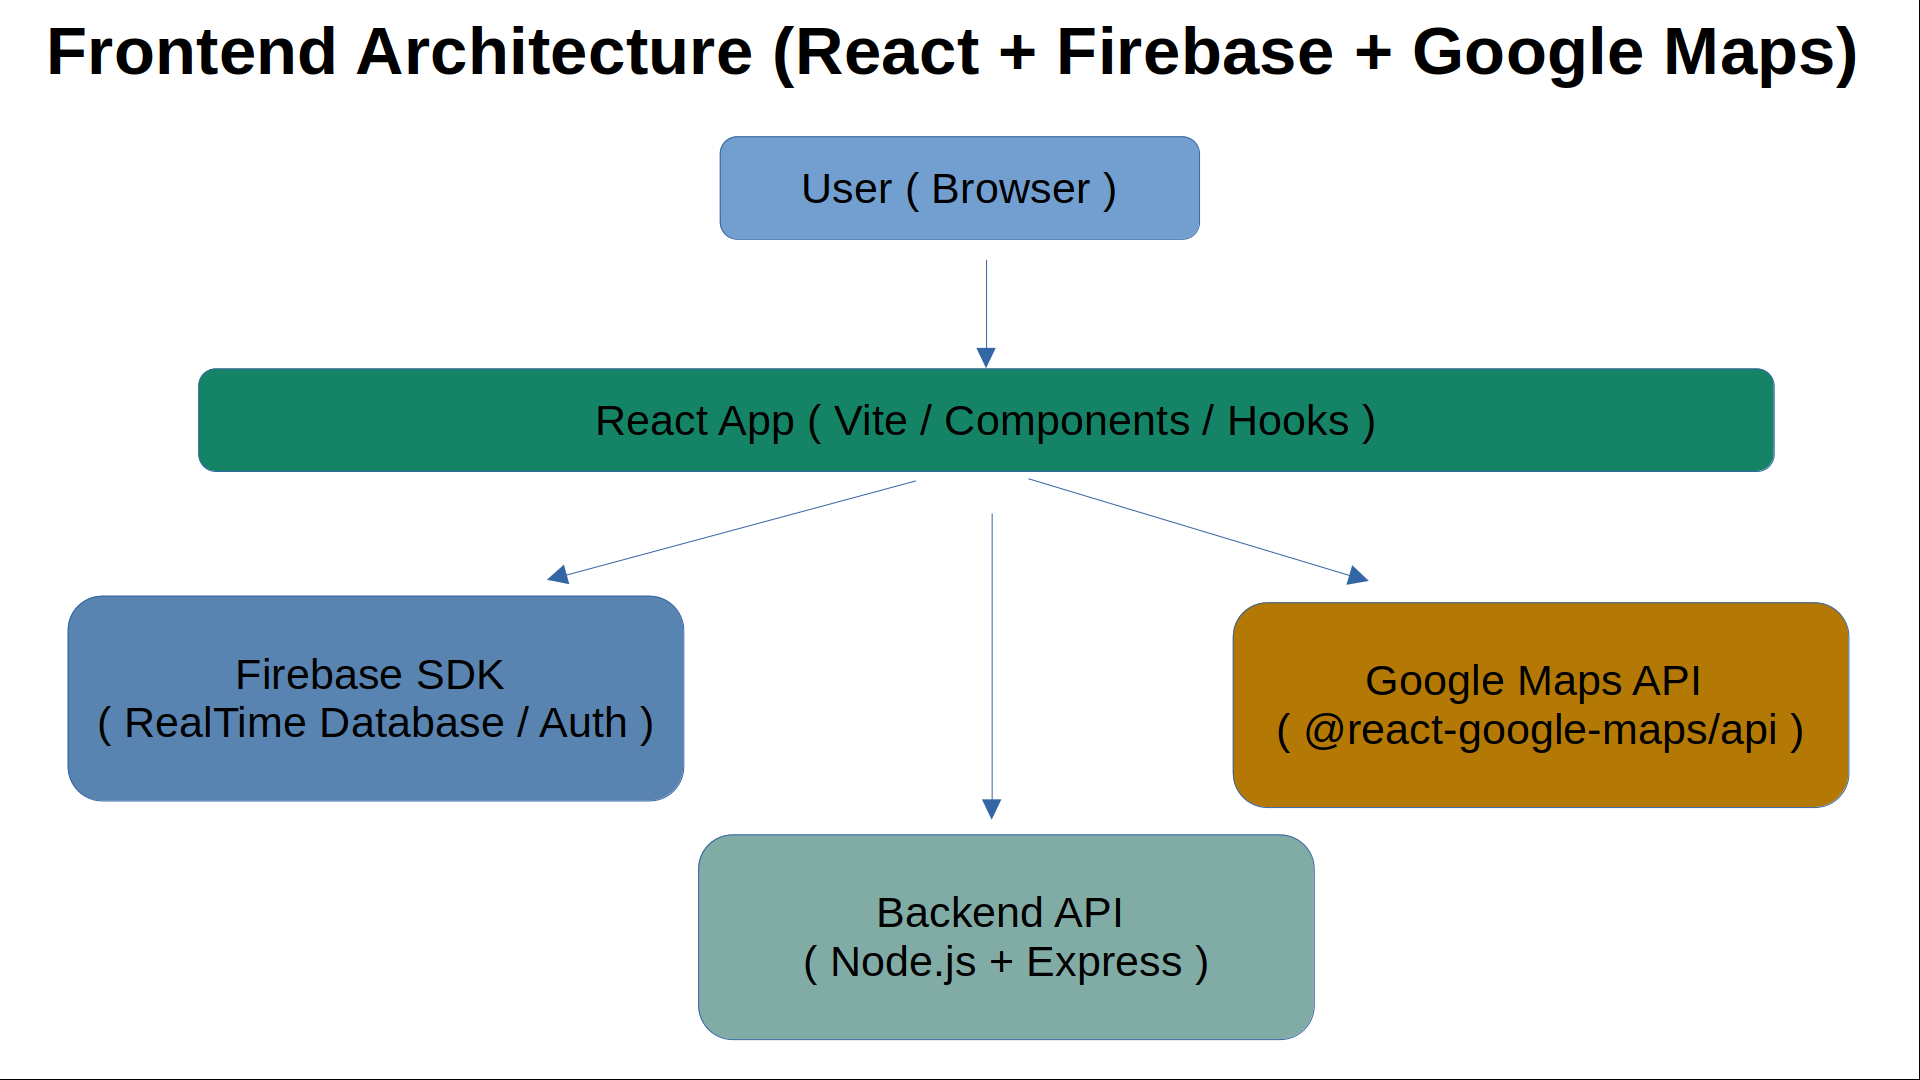 Frontend Architecture (React + Firebase + Google Maps)
User ( Browser )
React App ( Vite / Components / Hooks )
Firebase SDK
( RealTime Database / Auth )
Google Maps API
( @react-google-maps/api )
Backend API
( Node.js + Express )